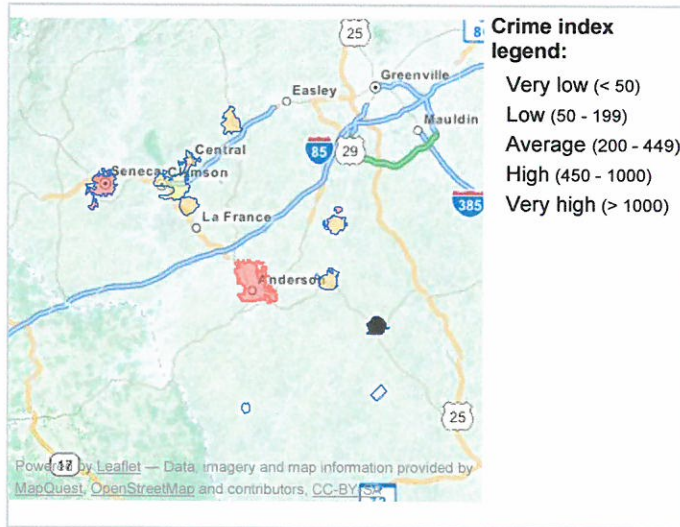 Crime index
legend:
Very low (< 50)
Low (50 - 199)
Average (200 - 449)
High (450 - 1000)
Very high (> 1000)
25
Greenville
Easley
Mauldin
Central
85
29
Seneca
Clemson
385
La France
Anderson
25
Powered by Leaflet — Data, imagery and map information provided by
MapQuest, OpenStreetMap and contributors, CC-BY-SA